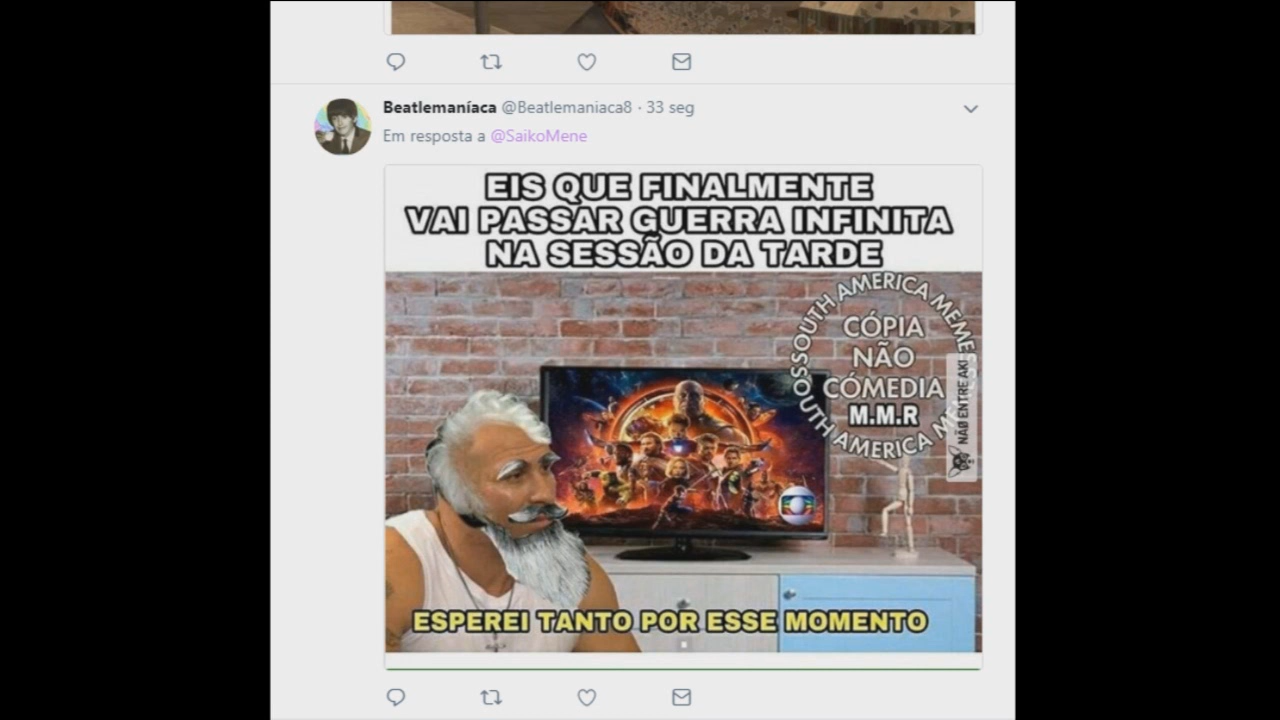 Beatlemaníaca @Beatlemaniaca8 · 33 seg
Em resposta a @SaikoMene
EIS QUE FINALMENTE
VAI PASSAR GUERRA INFINITA
NA SESSÃO DA TARDE
SOUTH AMERICA MEMES
CÓPIA
NÃO
CÓMEDIA
M.M.R
SOUTH AMERICA MEMES
NÃO ENTRE AKI
ESPEREI TANTO POR ESSE MOMENTO